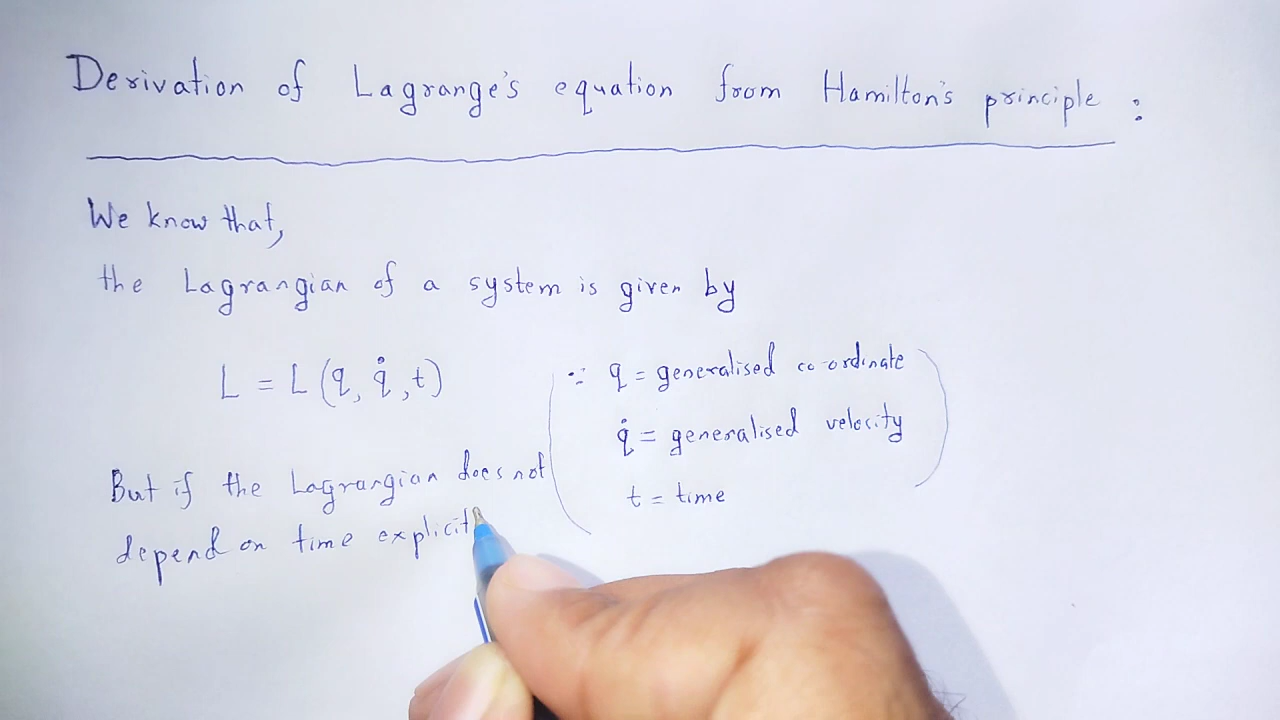 Derivation of Lagrange's equation from Hamilton's principle :
We know that,
the Lagrangian of a system is given by
L = L (q, q̇, t)
∵ q = generalised co-ordinate
q̇ = generalised velocity
t = time
But if the Lagrangian does not
depend on time explicit